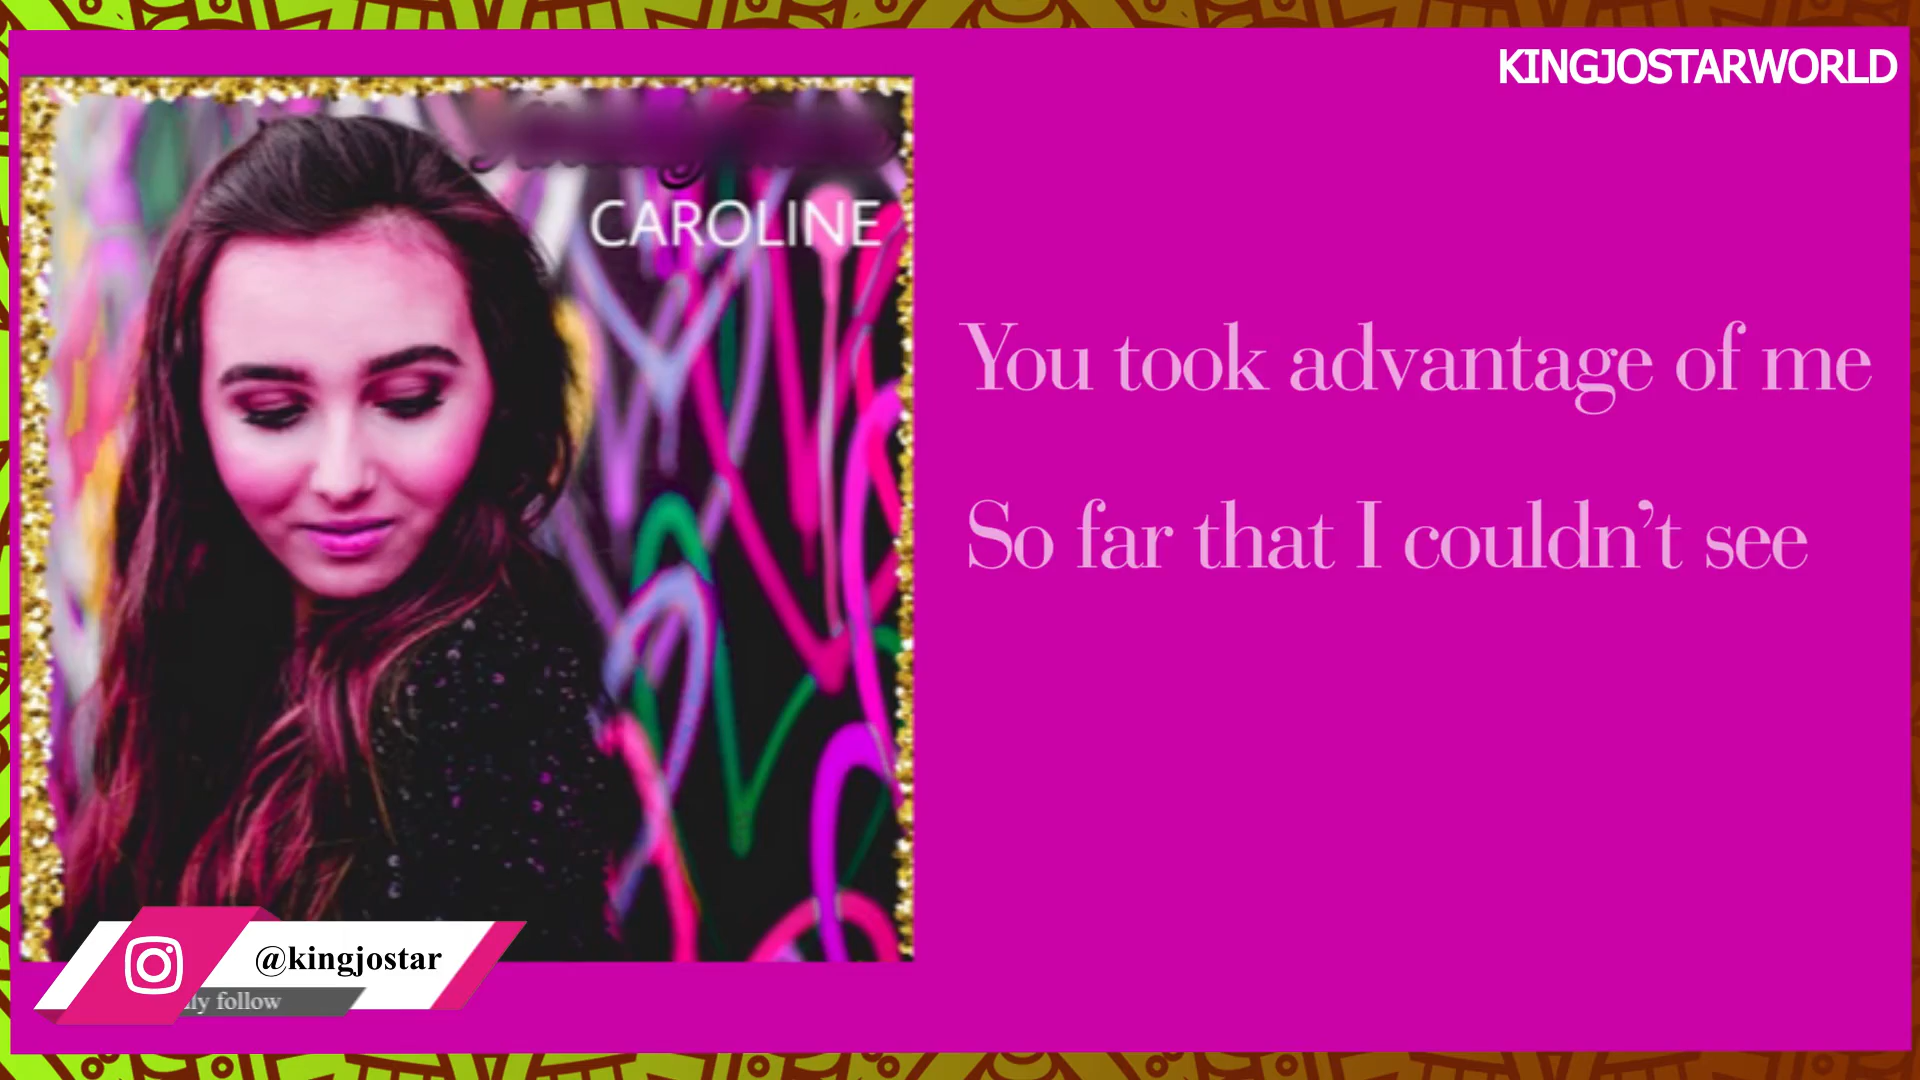 KINGJOSTARWORLD
CAROLINE
You took advantage of me
So far that I couldn’t see
@kingjostar
follow